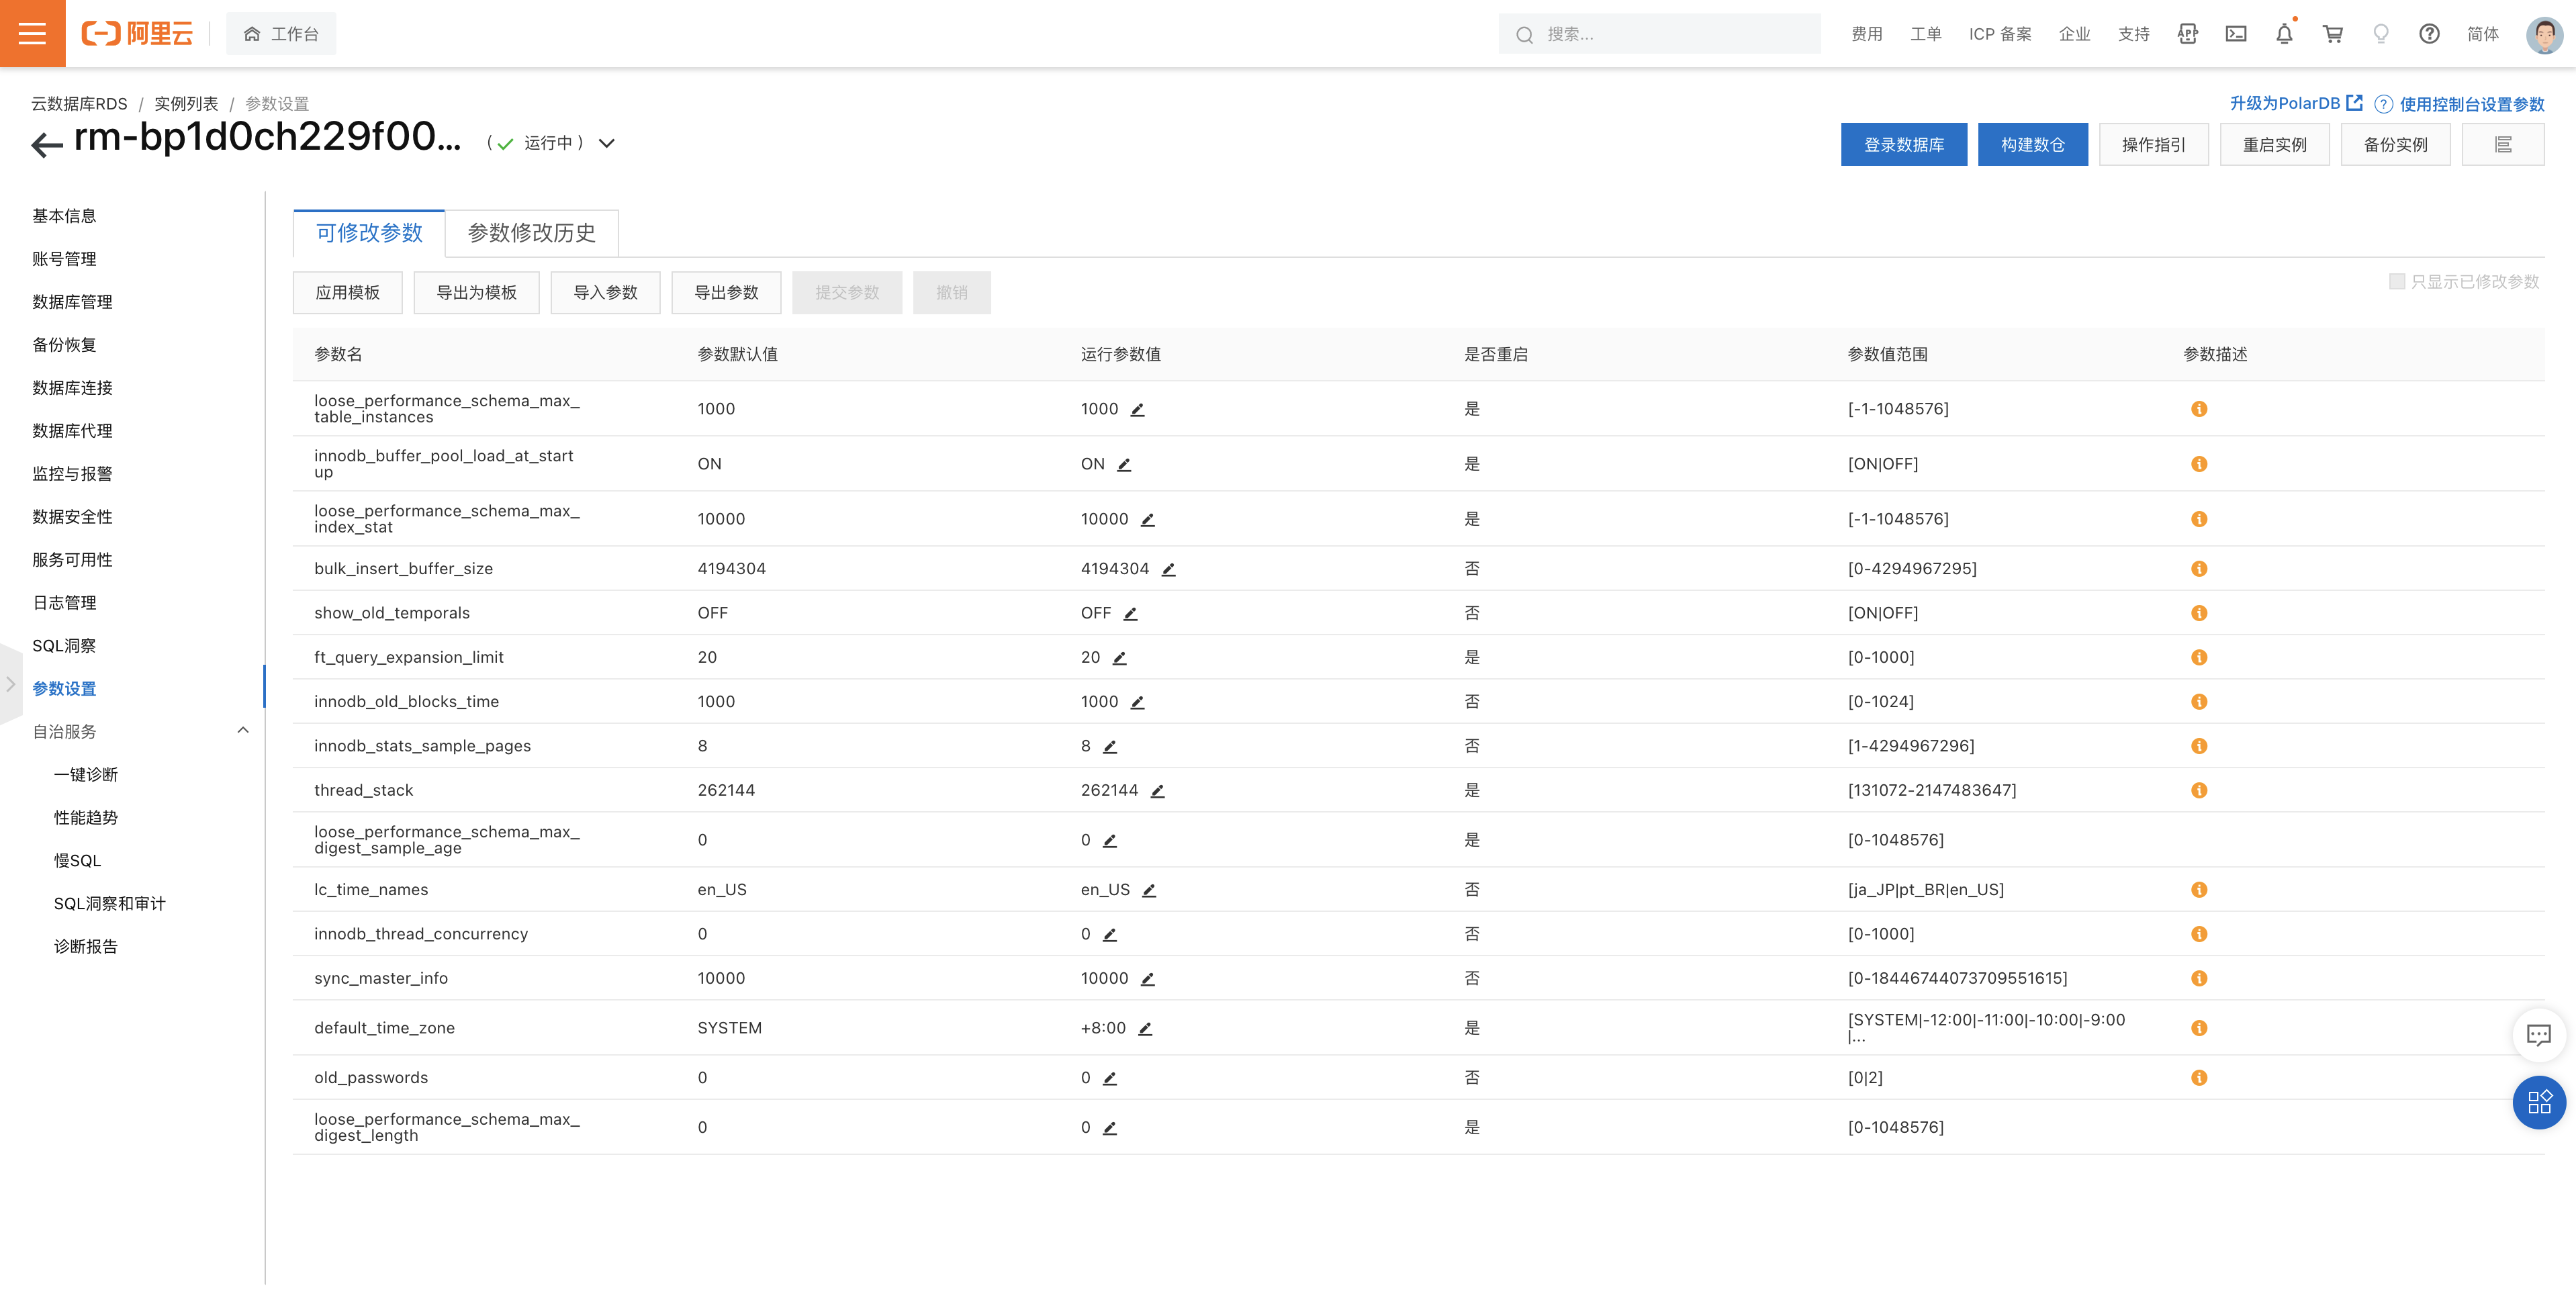 阿里云
工作台
搜索...
费用 工单 ICP 备案 企业 支持 APP 简体
云数据库RDS / 实例列表 / 参数设置
升级为PolarDB 使用控制台设置参数
rm-bp1d0ch229f00... ( 运行中 )
登录数据库 构建数仓 操作指引 重启实例 备份实例
基本信息
账号管理
数据库管理
备份恢复
数据库连接
数据库代理
监控与报警
数据安全性
服务可用性
日志管理
SQL洞察
参数设置
自治服务
一键诊断
性能趋势
慢SQL
SQL洞察和审计
诊断报告
可修改参数 参数修改历史
应用模板 导出为模板 导入参数 导出参数 提交参数 撤销
只显示已修改参数
参数名 参数默认值 运行参数值 是否重启 参数值范围 参数描述
loose_performance_schema_max_
table_instances 1000 1000 是 [-1-1048576]
innodb_buffer_pool_load_at_start
up ON ON 是 [ON|OFF]
loose_performance_schema_max_
index_stat 10000 10000 是 [-1-1048576]
bulk_insert_buffer_size 4194304 4194304 否 [0-4294967295]
show_old_temporals OFF OFF 否 [ON|OFF]
ft_query_expansion_limit 20 20 是 [0-1000]
innodb_old_blocks_time 1000 1000 否 [0-1024]
innodb_stats_sample_pages 8 8 否 [1-4294967296]
thread_stack 262144 262144 是 [131072-2147483647]
loose_performance_schema_max_
digest_sample_age 0 0 是 [0-1048576]
lc_time_names en_US en_US 否 [ja_JP|pt_BR|en_US]
innodb_thread_concurrency 0 0 否 [0-1000]
sync_master_info 10000 10000 否 [0-18446744073709551615]
default_time_zone SYSTEM +8:00 是 [SYSTEM|-12:00|-11:00|-10:00|-9:00
|...
old_passwords 0 0 否 [0|2]
loose_performance_schema_max_
digest_length 0 0 是 [0-1048576]